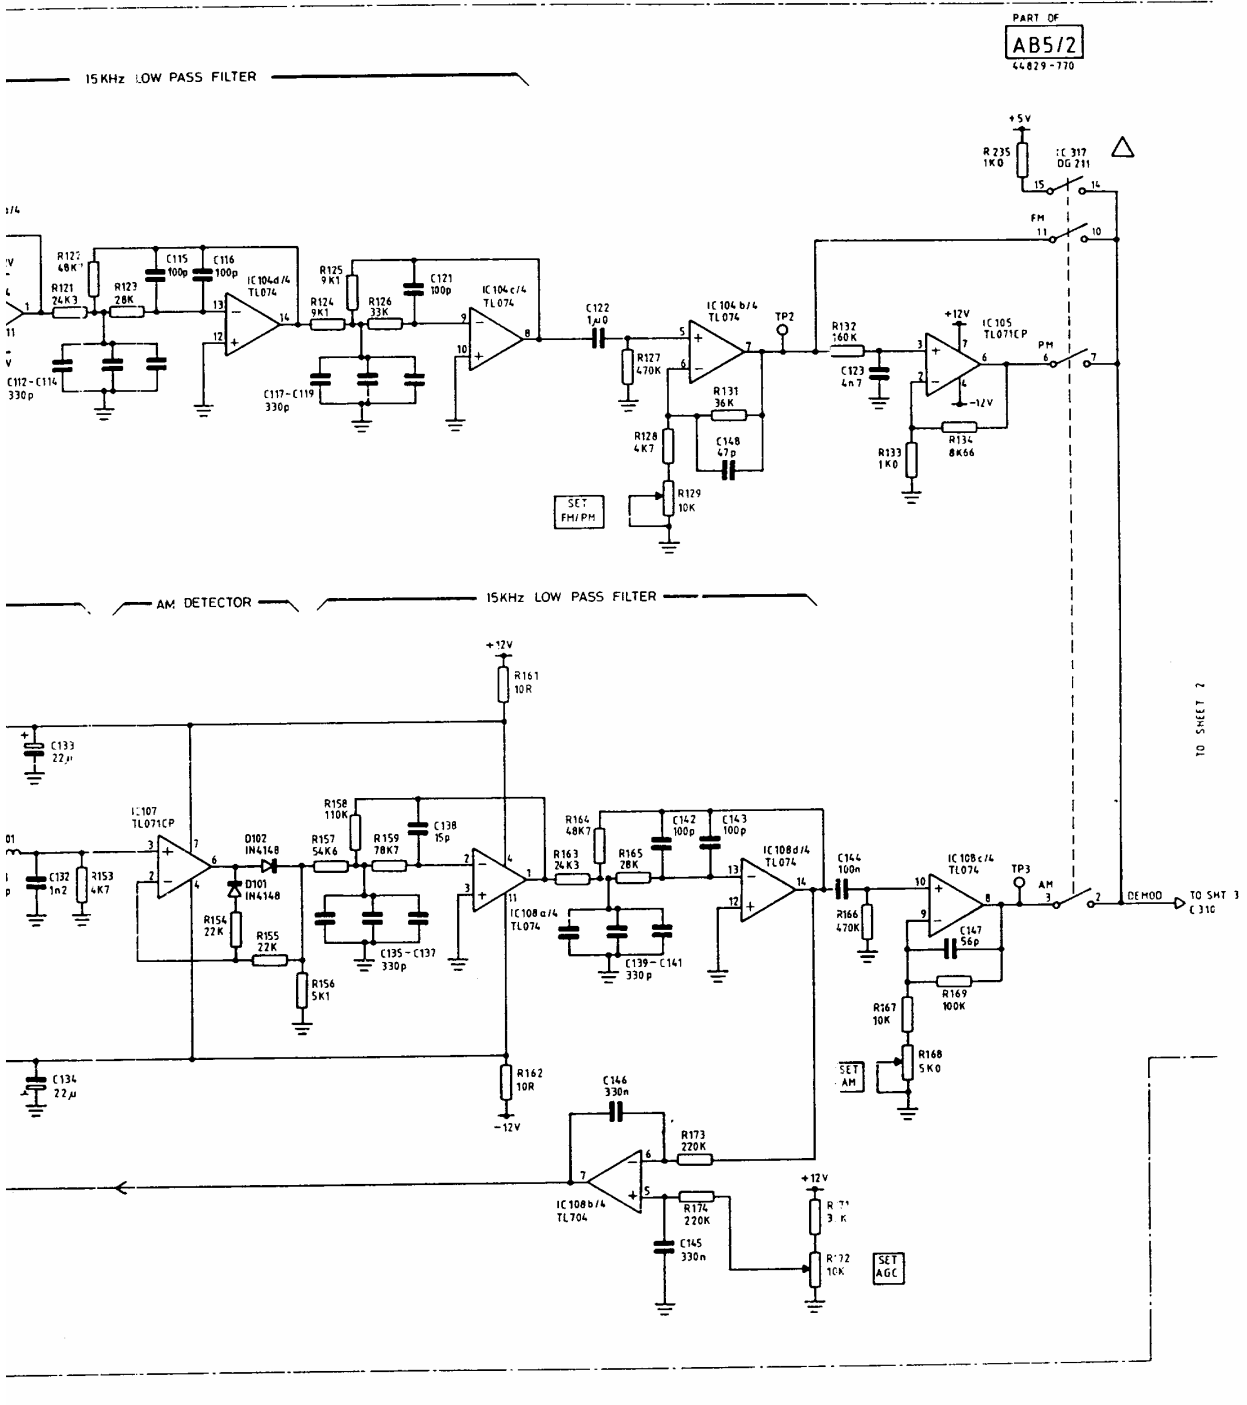 PART OF
AB5/2
44829-770
15KHz LOW PASS FILTER
+5V
R235
1K0
IC317
DG211
15
14
FM
11
10
R121
24K3
R123
28K
C115
100p
C116
100p
13
12
14
IC104d/4
TL074
C112-C114
330p
1
11
R125
9K1
R124
9K1
R126
33K
C121
100p
9
10
8
IC104c/4
TL074
C117-C119
330p
C122
1µ0
R127
470K
5
6
7
IC104b/4
TL074
TP2
R131
36K
R128
4K7
C148
47p
R129
10K
SET
FM/PM
R132
160K
C123
4n7
3
2
+12V
7
6
4
-12V
IC105
TL071CP
R133
1K0
R134
8K66
PM
6
7
AM DETECTOR
15KHz LOW PASS FILTER
+12V
R161
10R
TO SHEET 2
+
C133
22µ
IC107
TL071CP
3
2
7
6
4
C132
1n2
R153
4K7
D102
IN4148
D101
IN4148
R154
22K
R155
22K
R156
5K1
R157
54K6
R158
110K
R159
78K7
C138
15p
C135-C137
330p
2
3
4
1
11
IC108a/4
TL074
R163
24K3
R164
48K7
R165
28K
C142
100p
C143
100p
C139-C141
330p
13
12
14
IC108d/4
TL074
C144
100n
R166
470K
10
9
8
IC108c/4
TL074
TP3
AM
3
2
DEMOD
TO SHT 3
C310
C147
56p
R169
100K
R167
10K
R168
5K0
SET
AM
C134
22µ
+
R162
10R
-12V
C146
330n
R173
220K
6
5
7
IC108b/4
TL704
R174
220K
C145
330n
+12V
R172
10K
SET
AGC